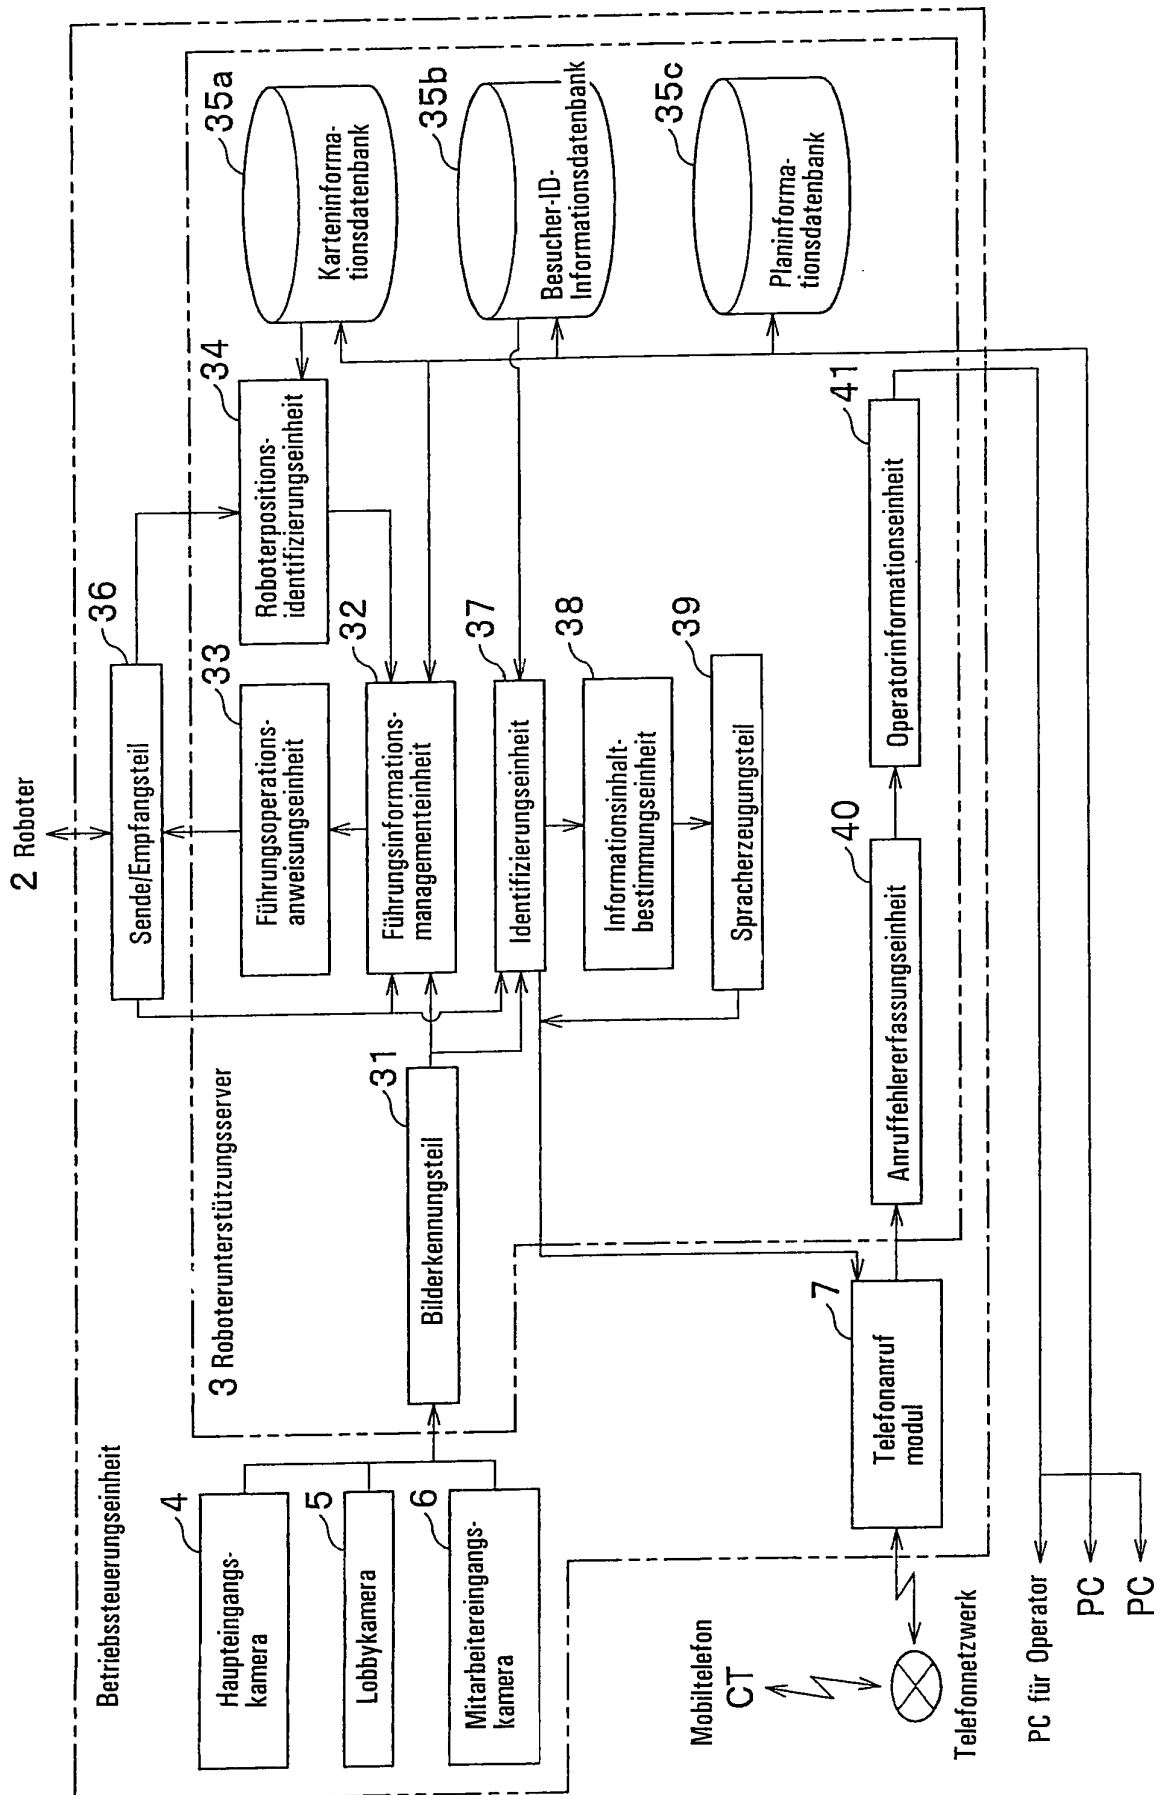 2 Roboter
Betriebssteuerungseinheit
36
Sende/Empfangsteil
33
Führungsoperations-
anweisungseinheit
34
Roboterpositions-
identifizierungseinheit
35a
Karteninforma-
tionsdatenbank
3 Roboterunterstützungsserver
4
Haupteingangs-
kamera
5
Lobbykamera
6
Mitarbeitereingangs-
kamera
31
Bilderkennungsteil
32
Führungsinformations-
managementeinheit
37
Identifizierungseinheit
35b
Besucher-ID-
Informationsdatenbank
38
Informationsinhalt-
bestimmungseinheit
39
Spracherzeugungsteil
35c
Planinforma-
tionsdatenbank
Mobiltelefon
CT
Telefonnetzwerk
7
Telefonanruf
modul
40
Anruffehlererfassungseinheit
41
Operatorinformationseinheit
PC für Operator
PC
PC